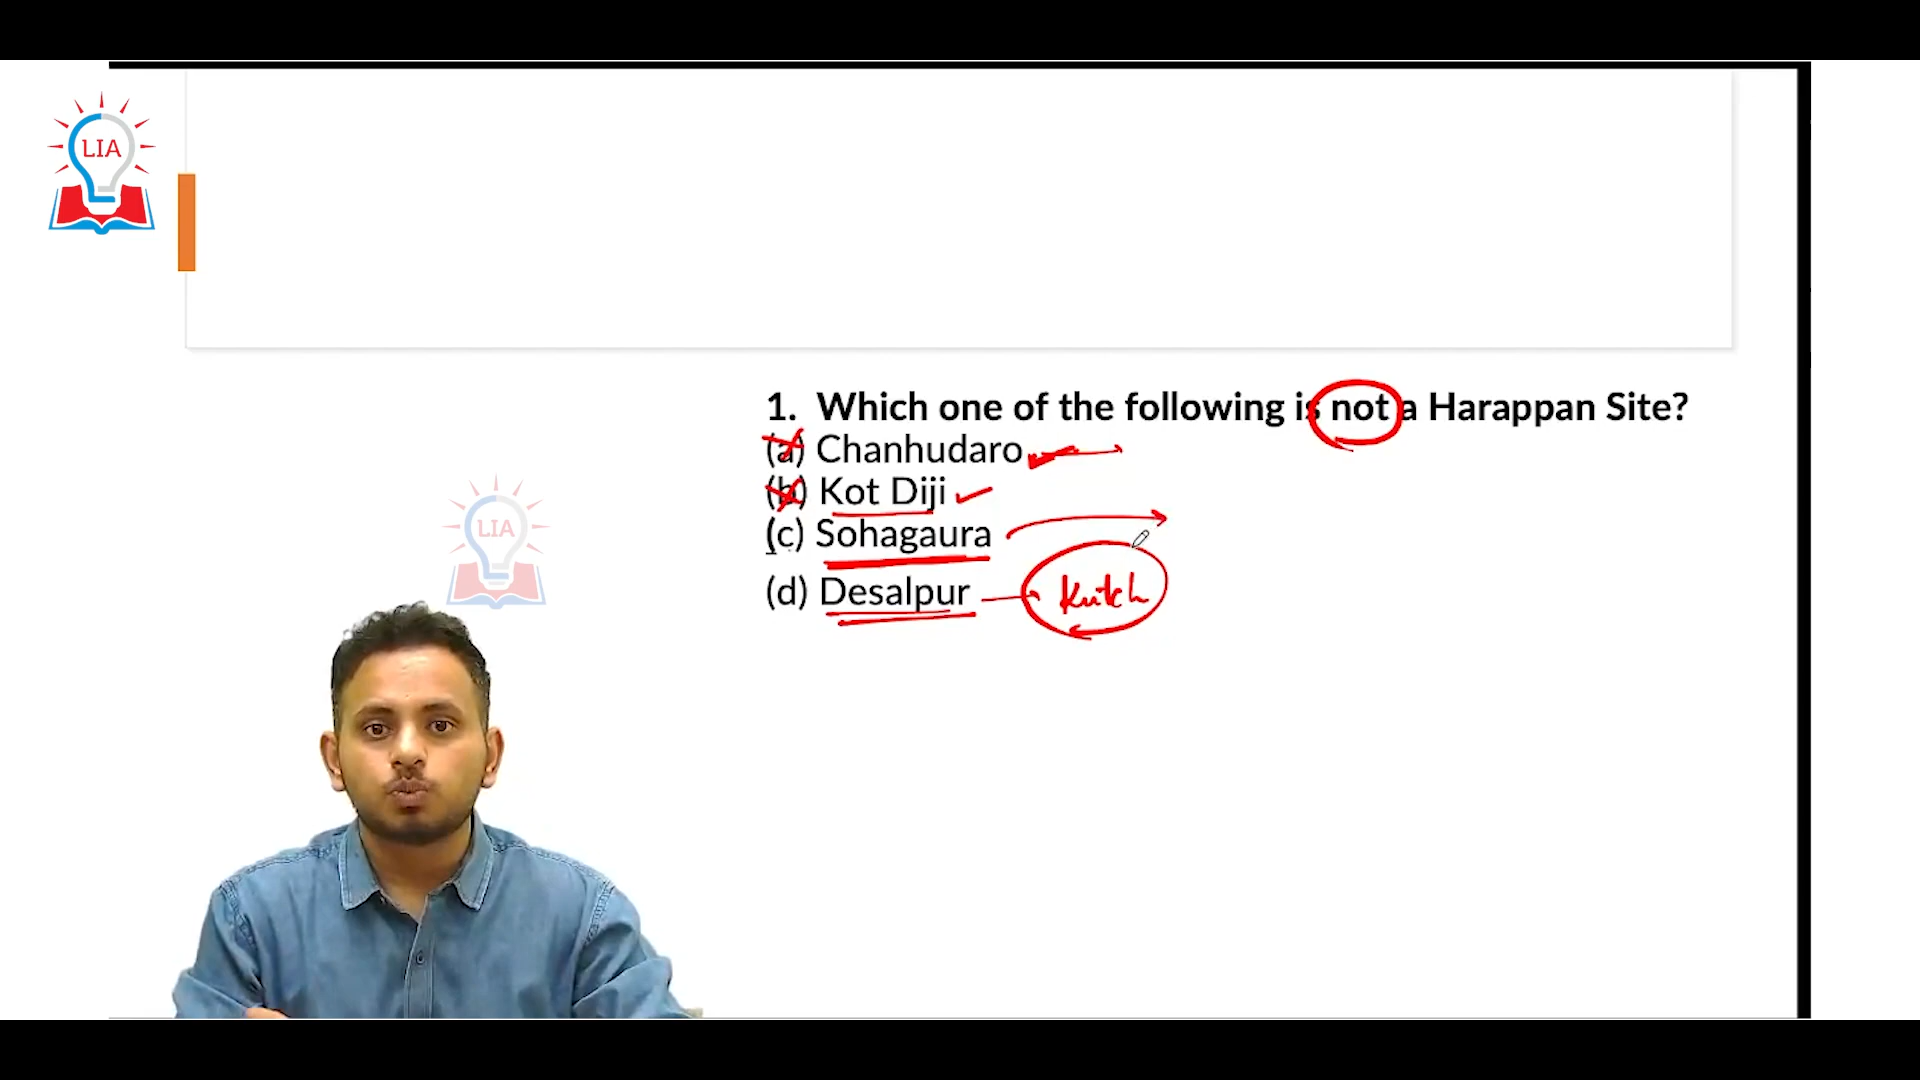 LIA
1. Which one of the following is not a Harappan Site?
(a) Chanhudaro
(b) Kot Diji
(c) Sohagaura
LIA
(d) Desalpur Kutch